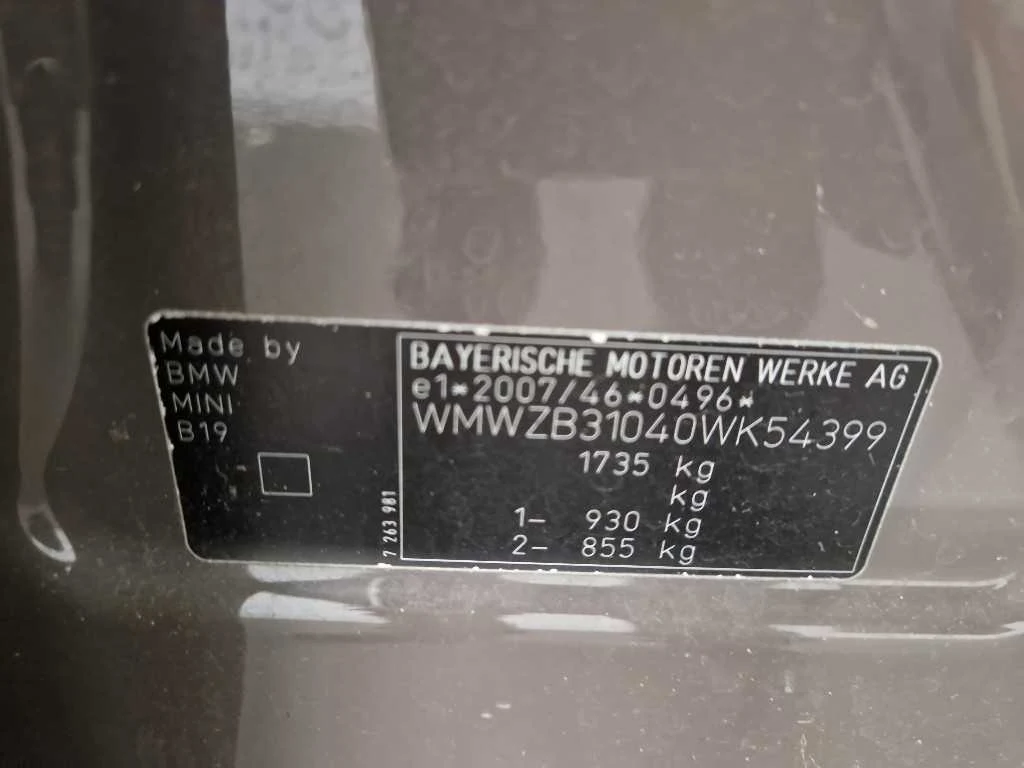 Made by
BMW
MINI
B19
7 263 981
BAYERISCHE MOTOREN WERKE AG
e1*2007/46*0496*
WMWZB31040WK54399
1735 kg
kg
1- 930 kg
2- 855 kg